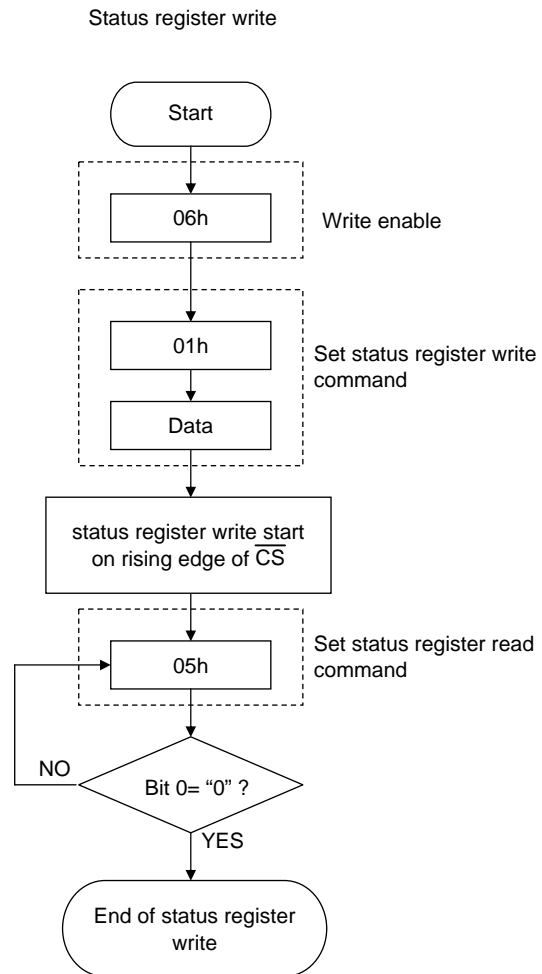 Status register write
Start
06h
Write enable
01h
Set status register write
command
Data
status register write start
on rising edge of C̅S̅
05h
Set status register read
command
NO
Bit 0= “0” ?
YES
End of status register
write